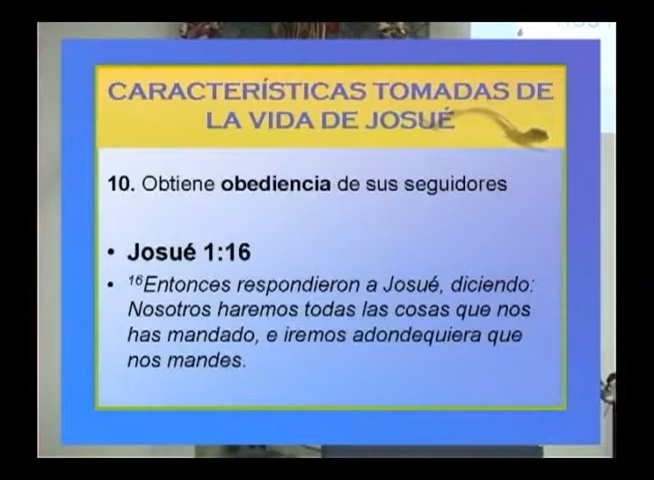 CARACTERÍSTICAS TOMADAS DE
LA VIDA DE JOSUÉ
10. Obtiene obediencia de sus seguidores
• Josué 1:16
• 16Entonces respondieron a Josué, diciendo:
Nosotros haremos todas las cosas que nos
has mandado, e iremos adondequiera que
nos mandes.